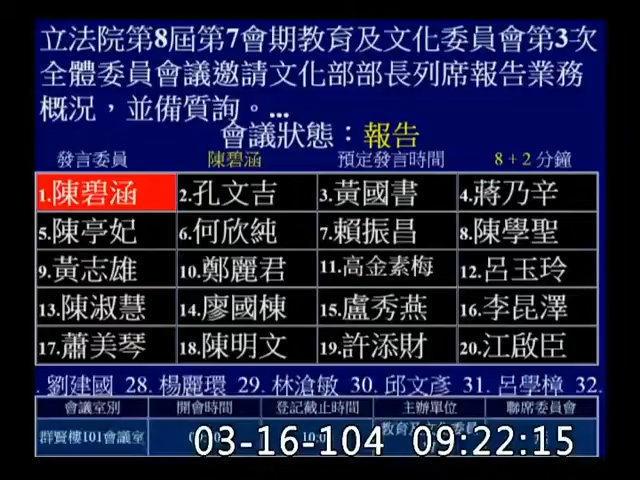 立法院第8屆第7會期教育及文化委員會第3次
全體委員會議邀請文化部部長列席報告業務
概況，並備質詢。...
會議狀態：報告
發言委員 陳碧涵 預定發言時間 8+2分鐘
1.陳碧涵 2.孔文吉 3.黃國書 4.蔣乃辛
5.陳亭妃 6.何欣純 7.賴振昌 8.陳學聖
9.黃志雄 10.鄭麗君 11.高金素梅 12.呂玉玲
13.陳淑慧 14.廖國棟 15.盧秀燕 16.李昆澤
17.蕭美琴 18.陳明文 19.許添財 20.江啟臣
. 劉建國 28. 楊麗環 29. 林滄敏 30. 邱文彥 31. 呂學樟 32.
會議室別 開會時間 登記截止時間 主辦單位 聯席委員會
群賢樓101會議室 教育及文化委員
03-16-104 09:22:15